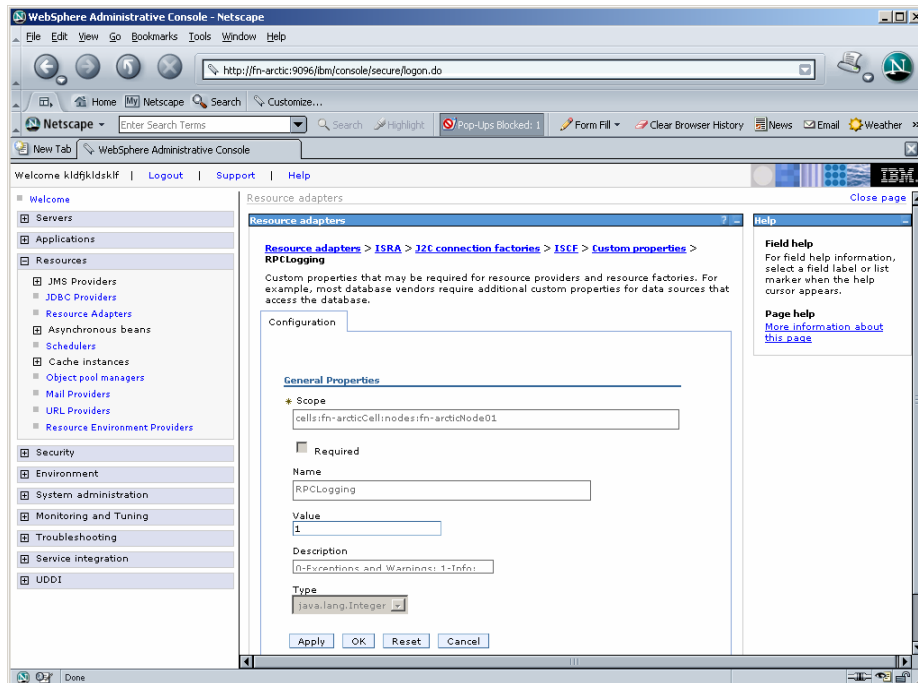 WebSphere Administrative Console - Netscape
File Edit View Go Bookmarks Tools Window Help
http://fn-arctic:9096/ibm/console/secure/logon.do
Home My Netscape Search Customize...
Netscape Enter Search Terms Search Highlight Pop-Ups Blocked: 1 Form Fill Clear Browser History News Email Weather
New Tab WebSphere Administrative Console
Welcome kldfjkldsklf | Logout | Support | Help IBM.
Welcome
Servers
Applications
Resources
JMS Providers
JDBC Providers
Resource Adapters
Asynchronous beans
Schedulers
Cache instances
Object pool managers
Mail Providers
URL Providers
Resource Environment Providers
Security
Environment
System administration
Monitoring and Tuning
Troubleshooting
Service integration
UDDI
Resource adapters Close page
Resource adapters ? -
Resource adapters > ISRA > J2C connection factories > ISCF > Custom properties >
RPCLogging
Custom properties that may be required for resource providers and resource factories. For
example, most database vendors require additional custom properties for data sources that
access the database.
Configuration
General Properties
* Scope
cells:fn-arcticCell:nodes:fn-arcticNode01
Required
Name
RPCLogging
Value
1
Description
0-Exceptions and Warnings; 1-Info;
Type
java.lang.Integer
Apply OK Reset Cancel
Help -
Field help
For field help information,
select a field label or list
marker when the help
cursor appears.
Page help
More information about
this page
Done